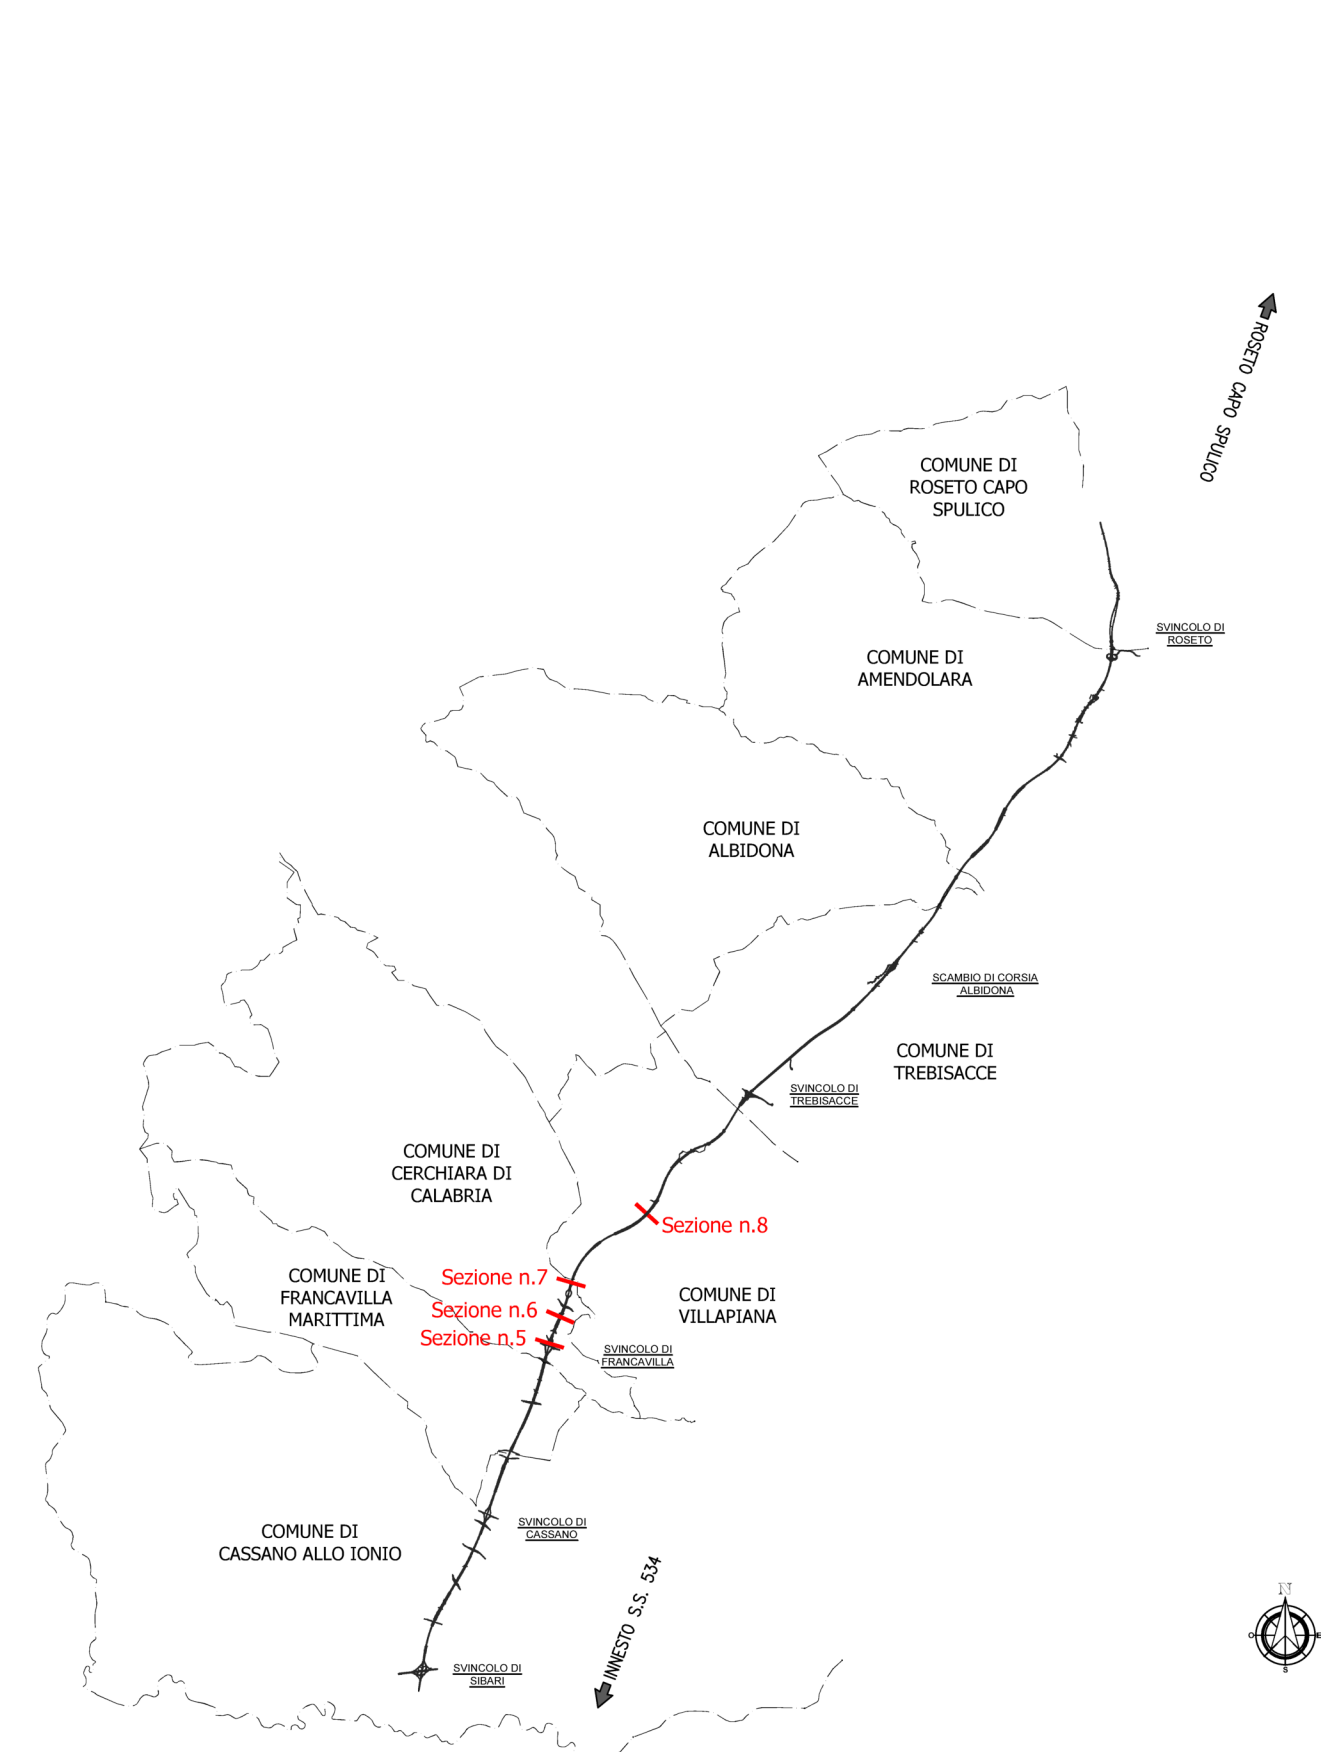 ROSETO CAPO SPULICO
COMUNE DI
ROSETO CAPO
SPULICO
SVINCOLO DI
ROSETO
COMUNE DI
AMENDOLARA
COMUNE DI
ALBIDONA
SCAMBIO DI CORSIA
ALBIDONA
COMUNE DI
TREBISACCE
SVINCOLO DI
TREBISACCE
COMUNE DI
CERCHIARA DI
CALABRIA
Sezione n.8
Sezione n.7
COMUNE DI
FRANCAVILLA
MARITTIMA
COMUNE DI
VILLAPIANA
Sezione n.6
Sezione n.5
SVINCOLO DI
FRANCAVILLA
SVINCOLO DI
CASSANO
COMUNE DI
CASSANO ALLO IONIO
INNESTO S.S. 534
SVINCOLO DI
SIBARI
N
O
E
S